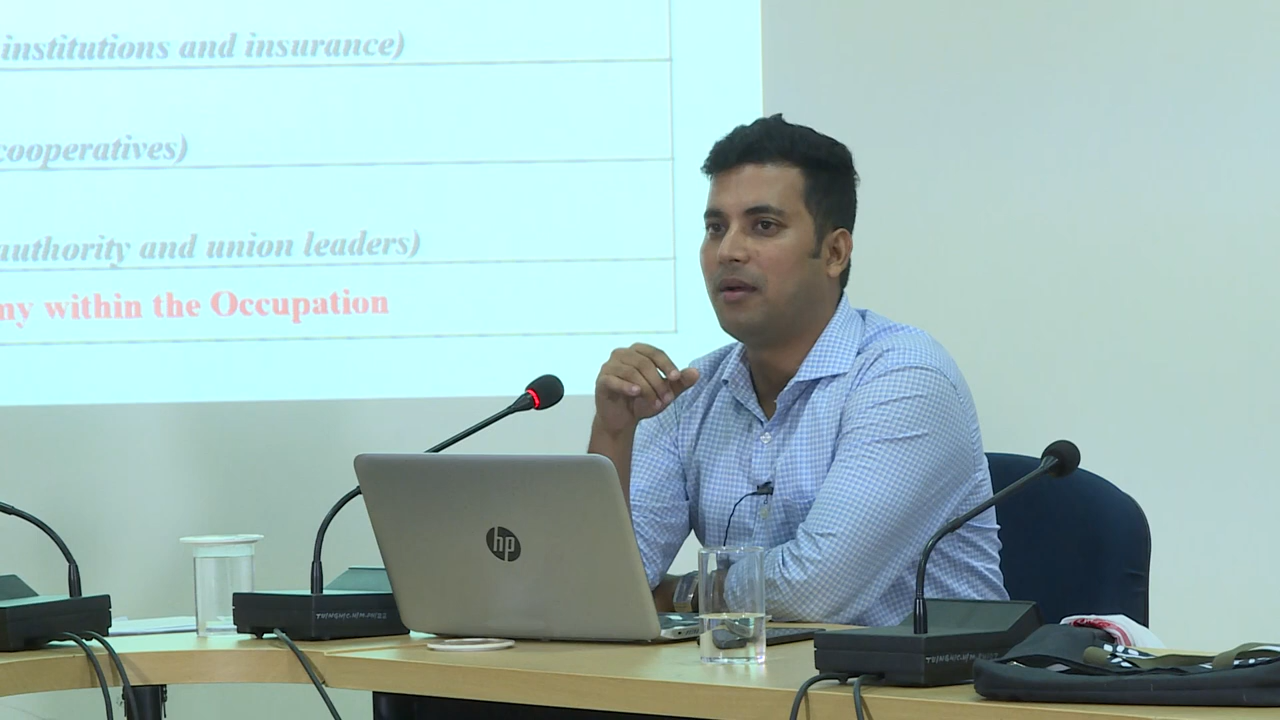 institutions and insurance)
cooperatives)
authority and union leaders)
my within the Occupation
hp